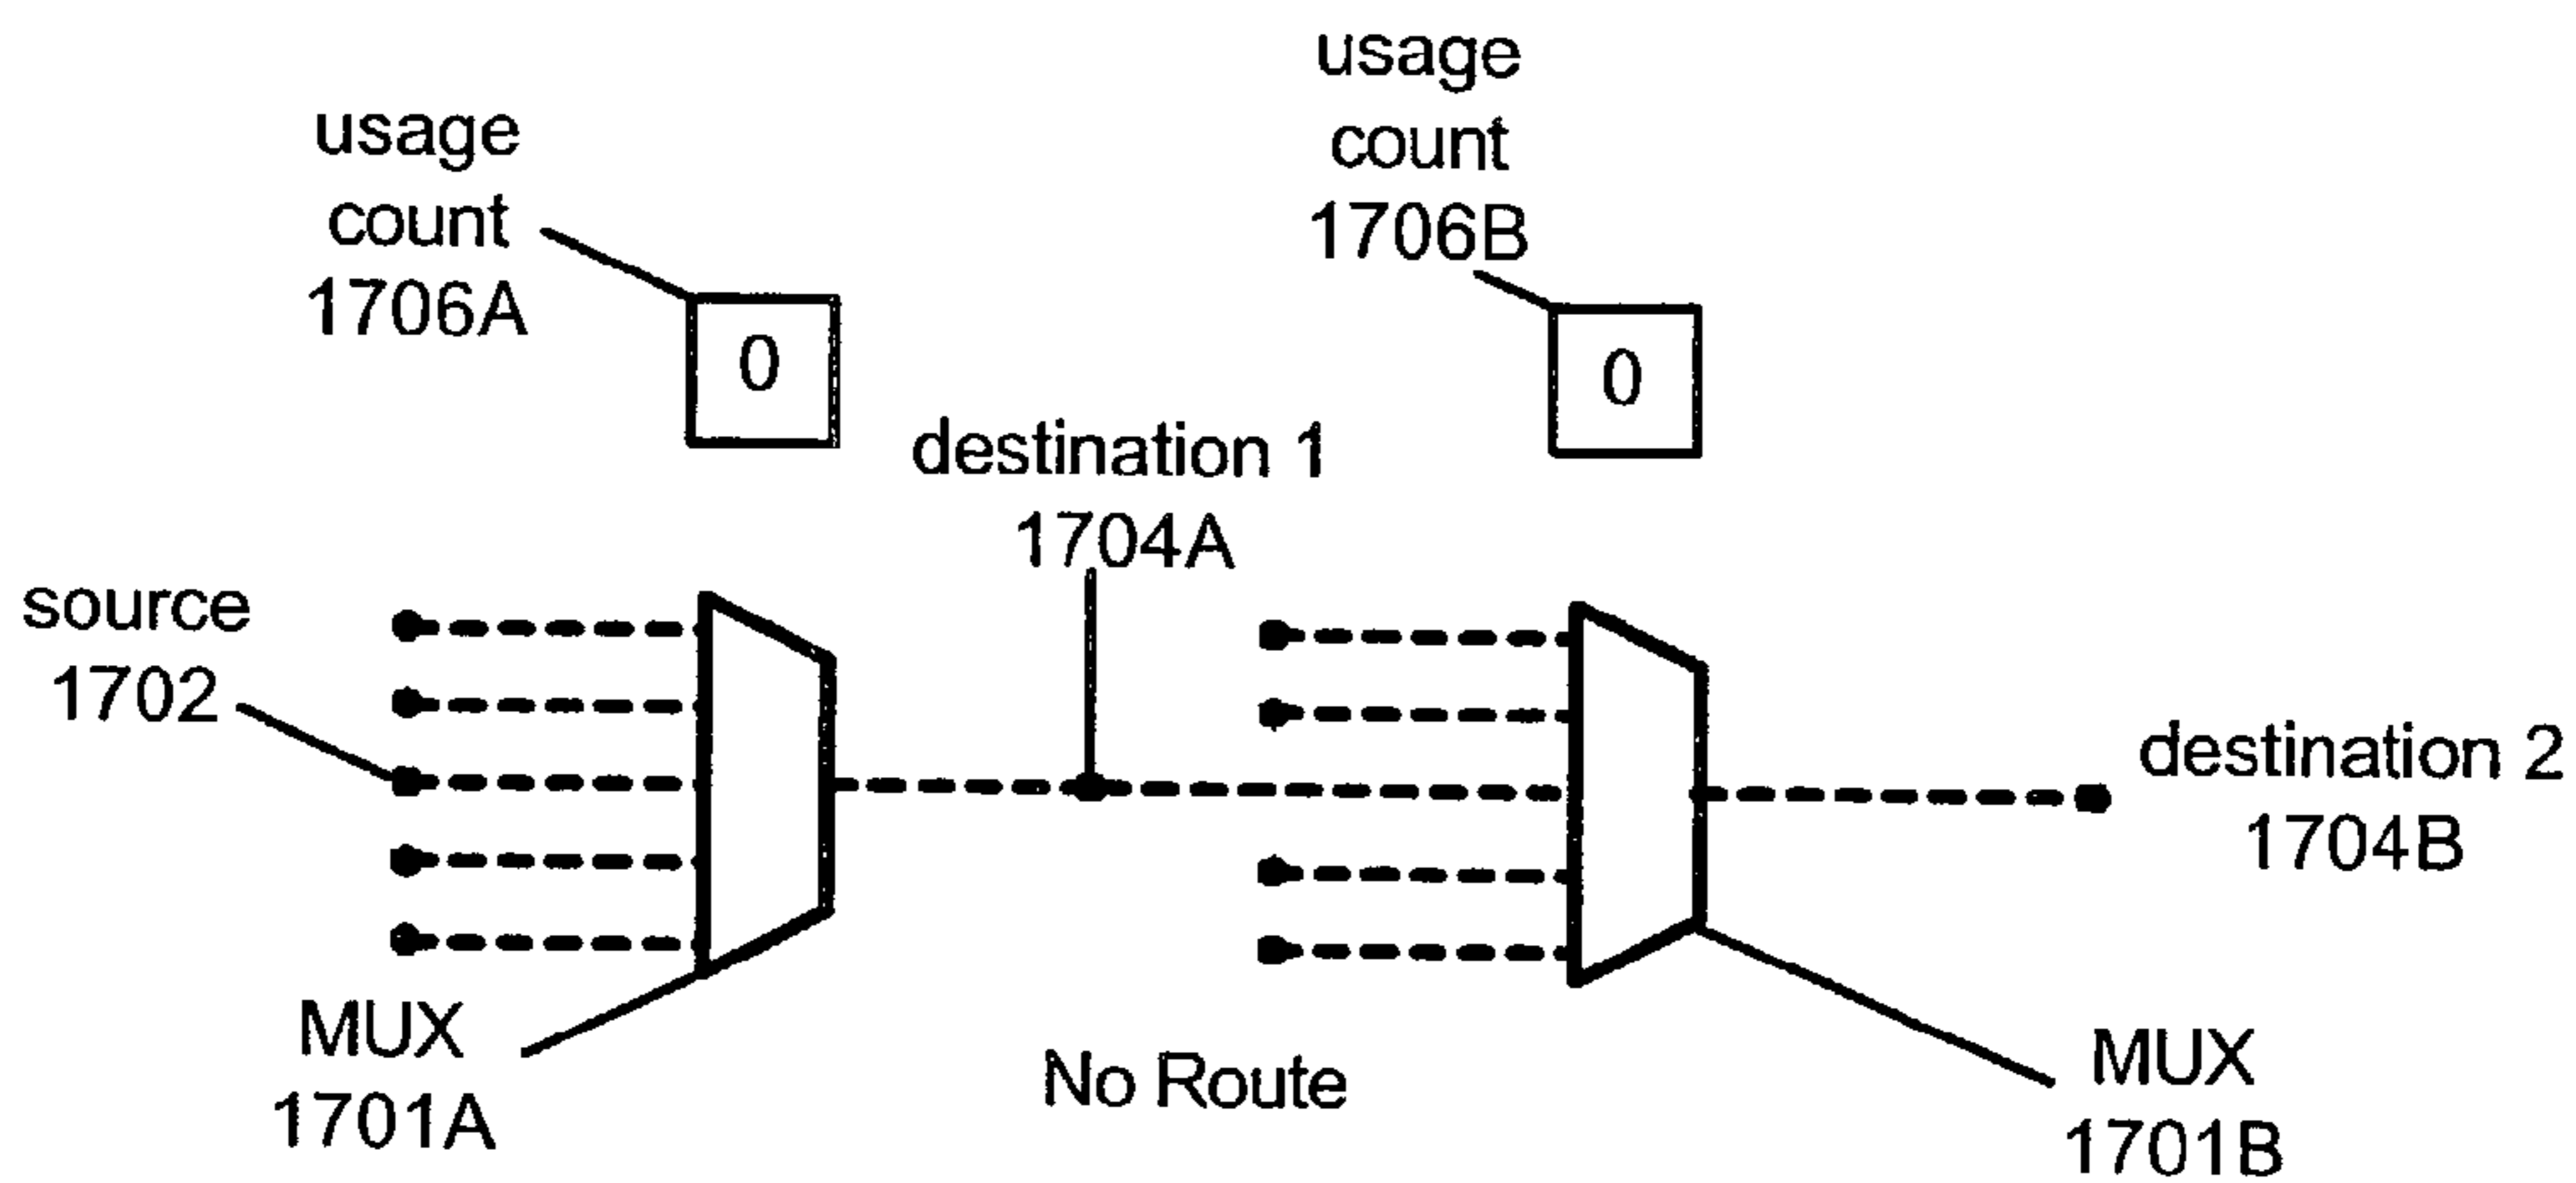 usage
count
1706A
usage
count
1706B
0
0
destination 1
1704A
source
1702
destination 2
1704B
MUX
1701A
No Route
MUX
1701B